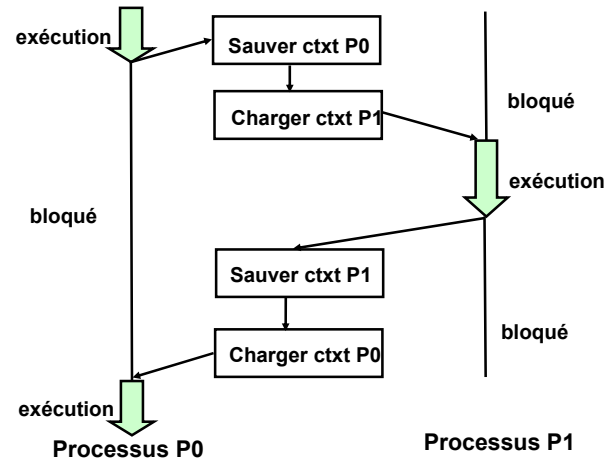 exécution
Sauver ctxt P0
Charger ctxt P1
bloqué
exécution
bloqué
Sauver ctxt P1
bloqué
Charger ctxt P0
exécution
Processus P0
Processus P1